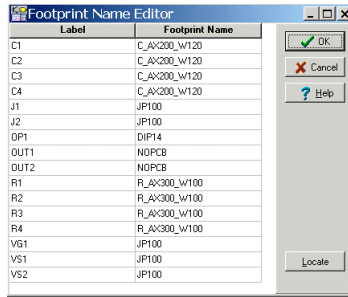 Footprint Name Editor
Label Footprint Name
C1 C_AX200_W120
C2 C_AX200_W120
C3 C_AX200_W120
C4 C_AX200_W120
J1 JP100
J2 JP100
OP1 DIP14
OUT1 NOPCB
OUT2 NOPCB
R1 R_AX300_W100
R2 R_AX300_W100
R3 R_AX300_W100
R4 R_AX300_W100
VG1 JP100
VS1 JP100
VS2 JP100
OK
Cancel
Help
Locate